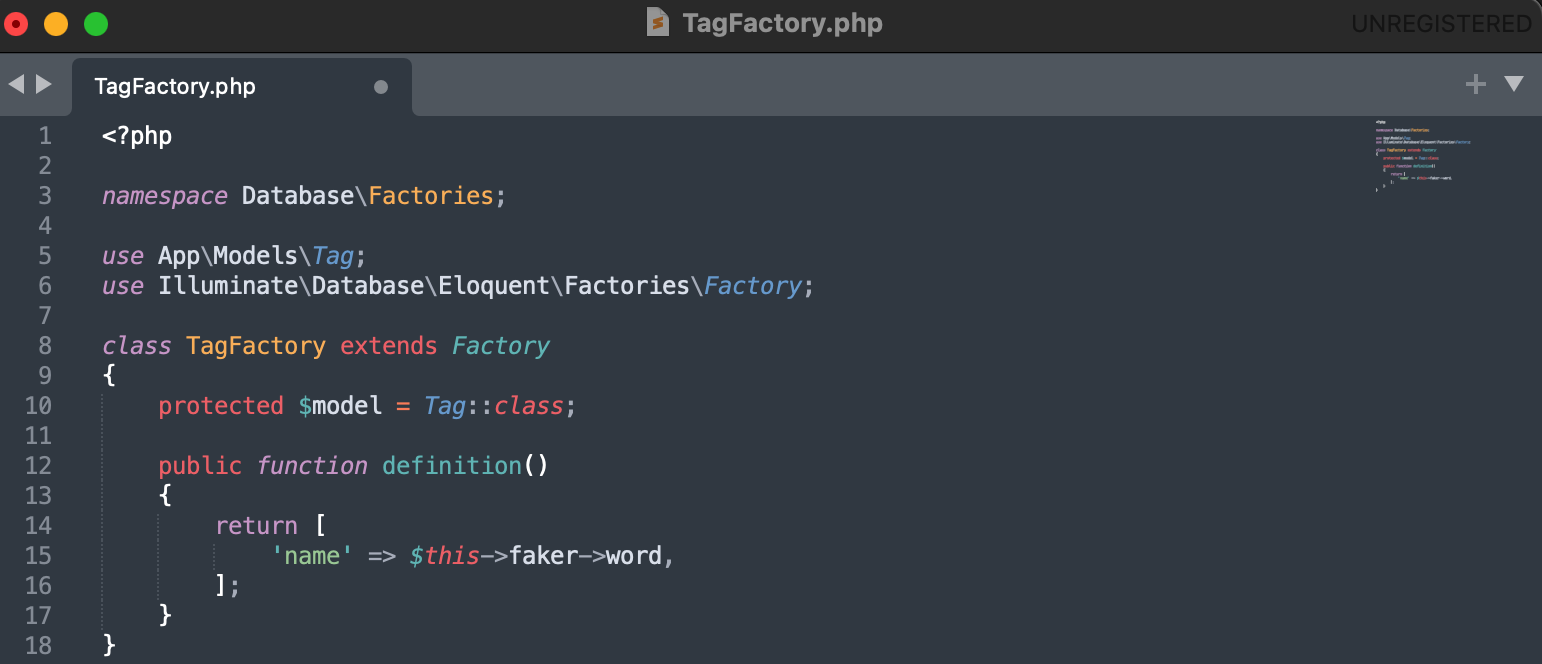 TagFactory.php
UNREGISTERED
TagFactory.php
1 <?php
2
3 namespace Database\Factories;
4
5 use App\Models\Tag;
6 use Illuminate\Database\Eloquent\Factories\Factory;
7
8 class TagFactory extends Factory
9 {
10     protected $model = Tag::class;
11
12     public function definition()
13     {
14         return [
15             'name' => $this->faker->word,
16         ];
17     }
18 }